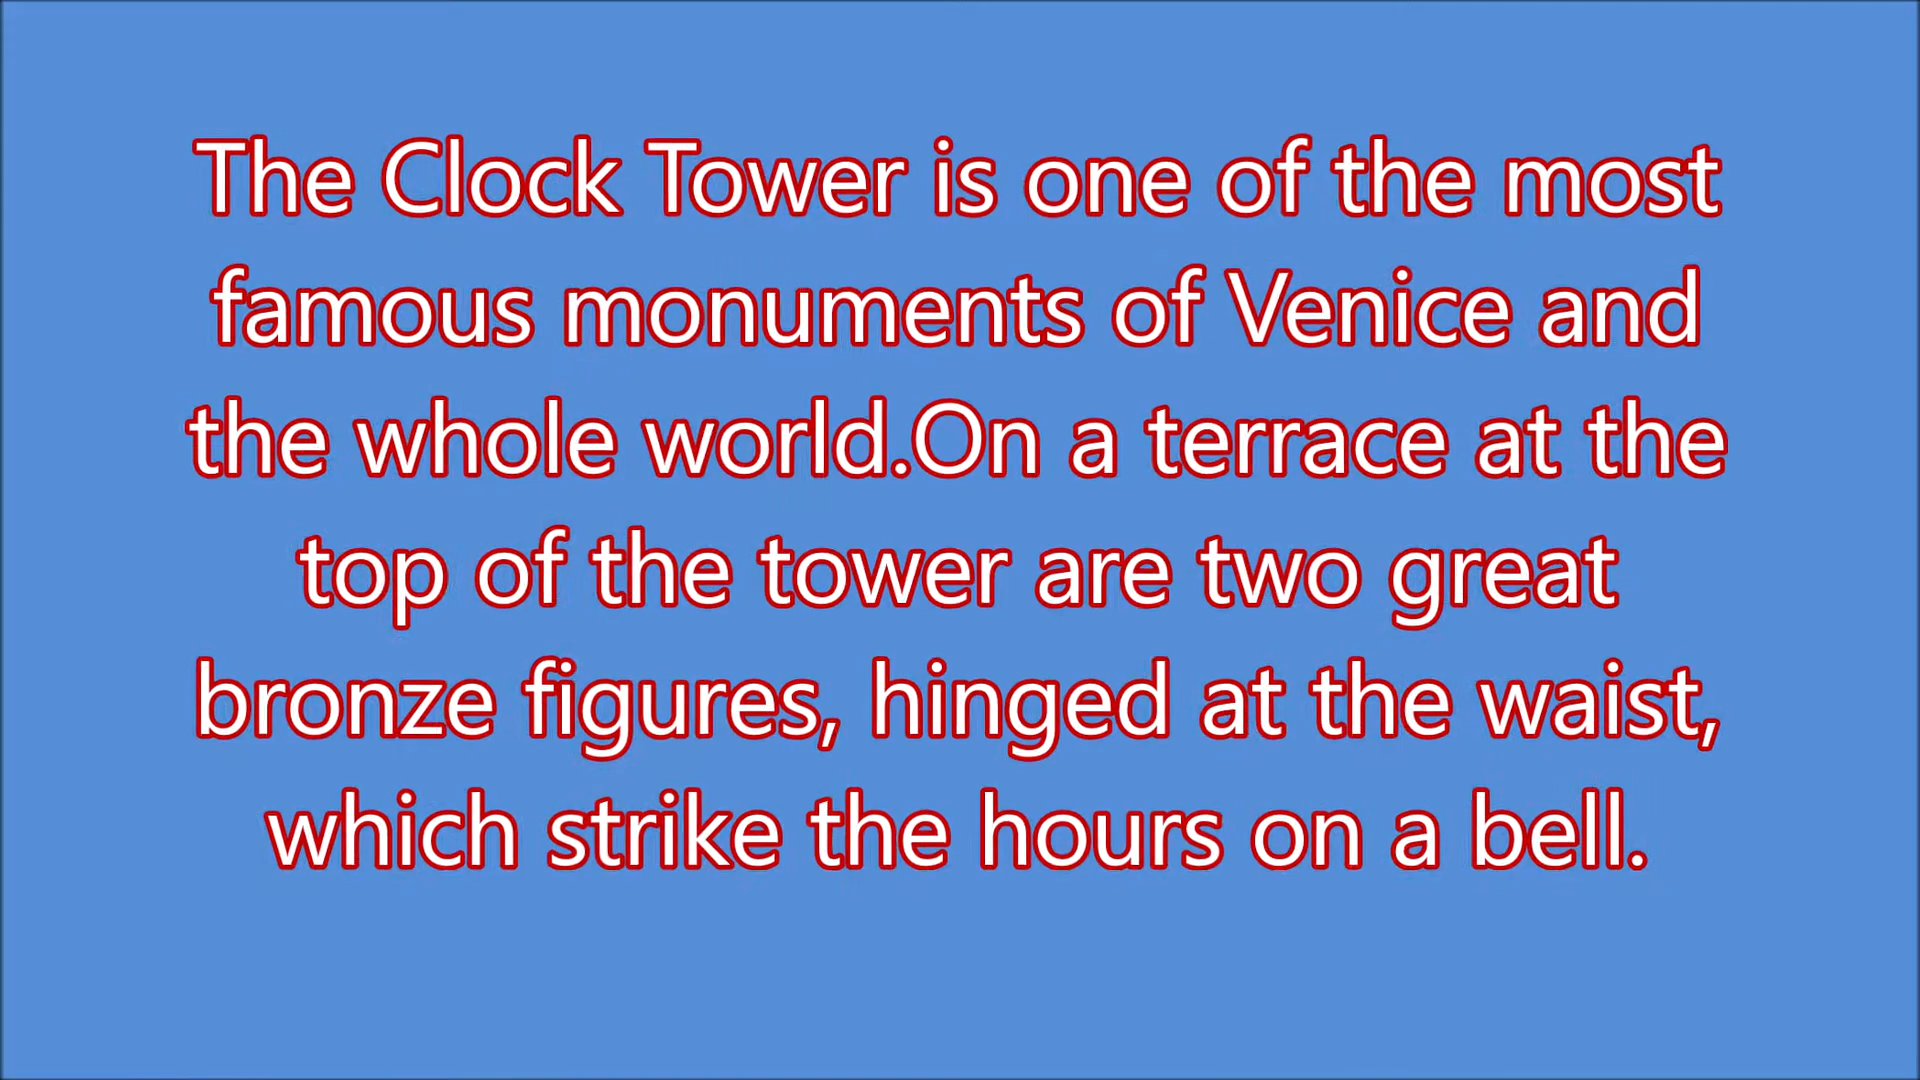 The Clock Tower is one of the most
famous monuments of Venice and
the whole world.On a terrace at the
top of the tower are two great
bronze figures, hinged at the waist,
which strike the hours on a bell.